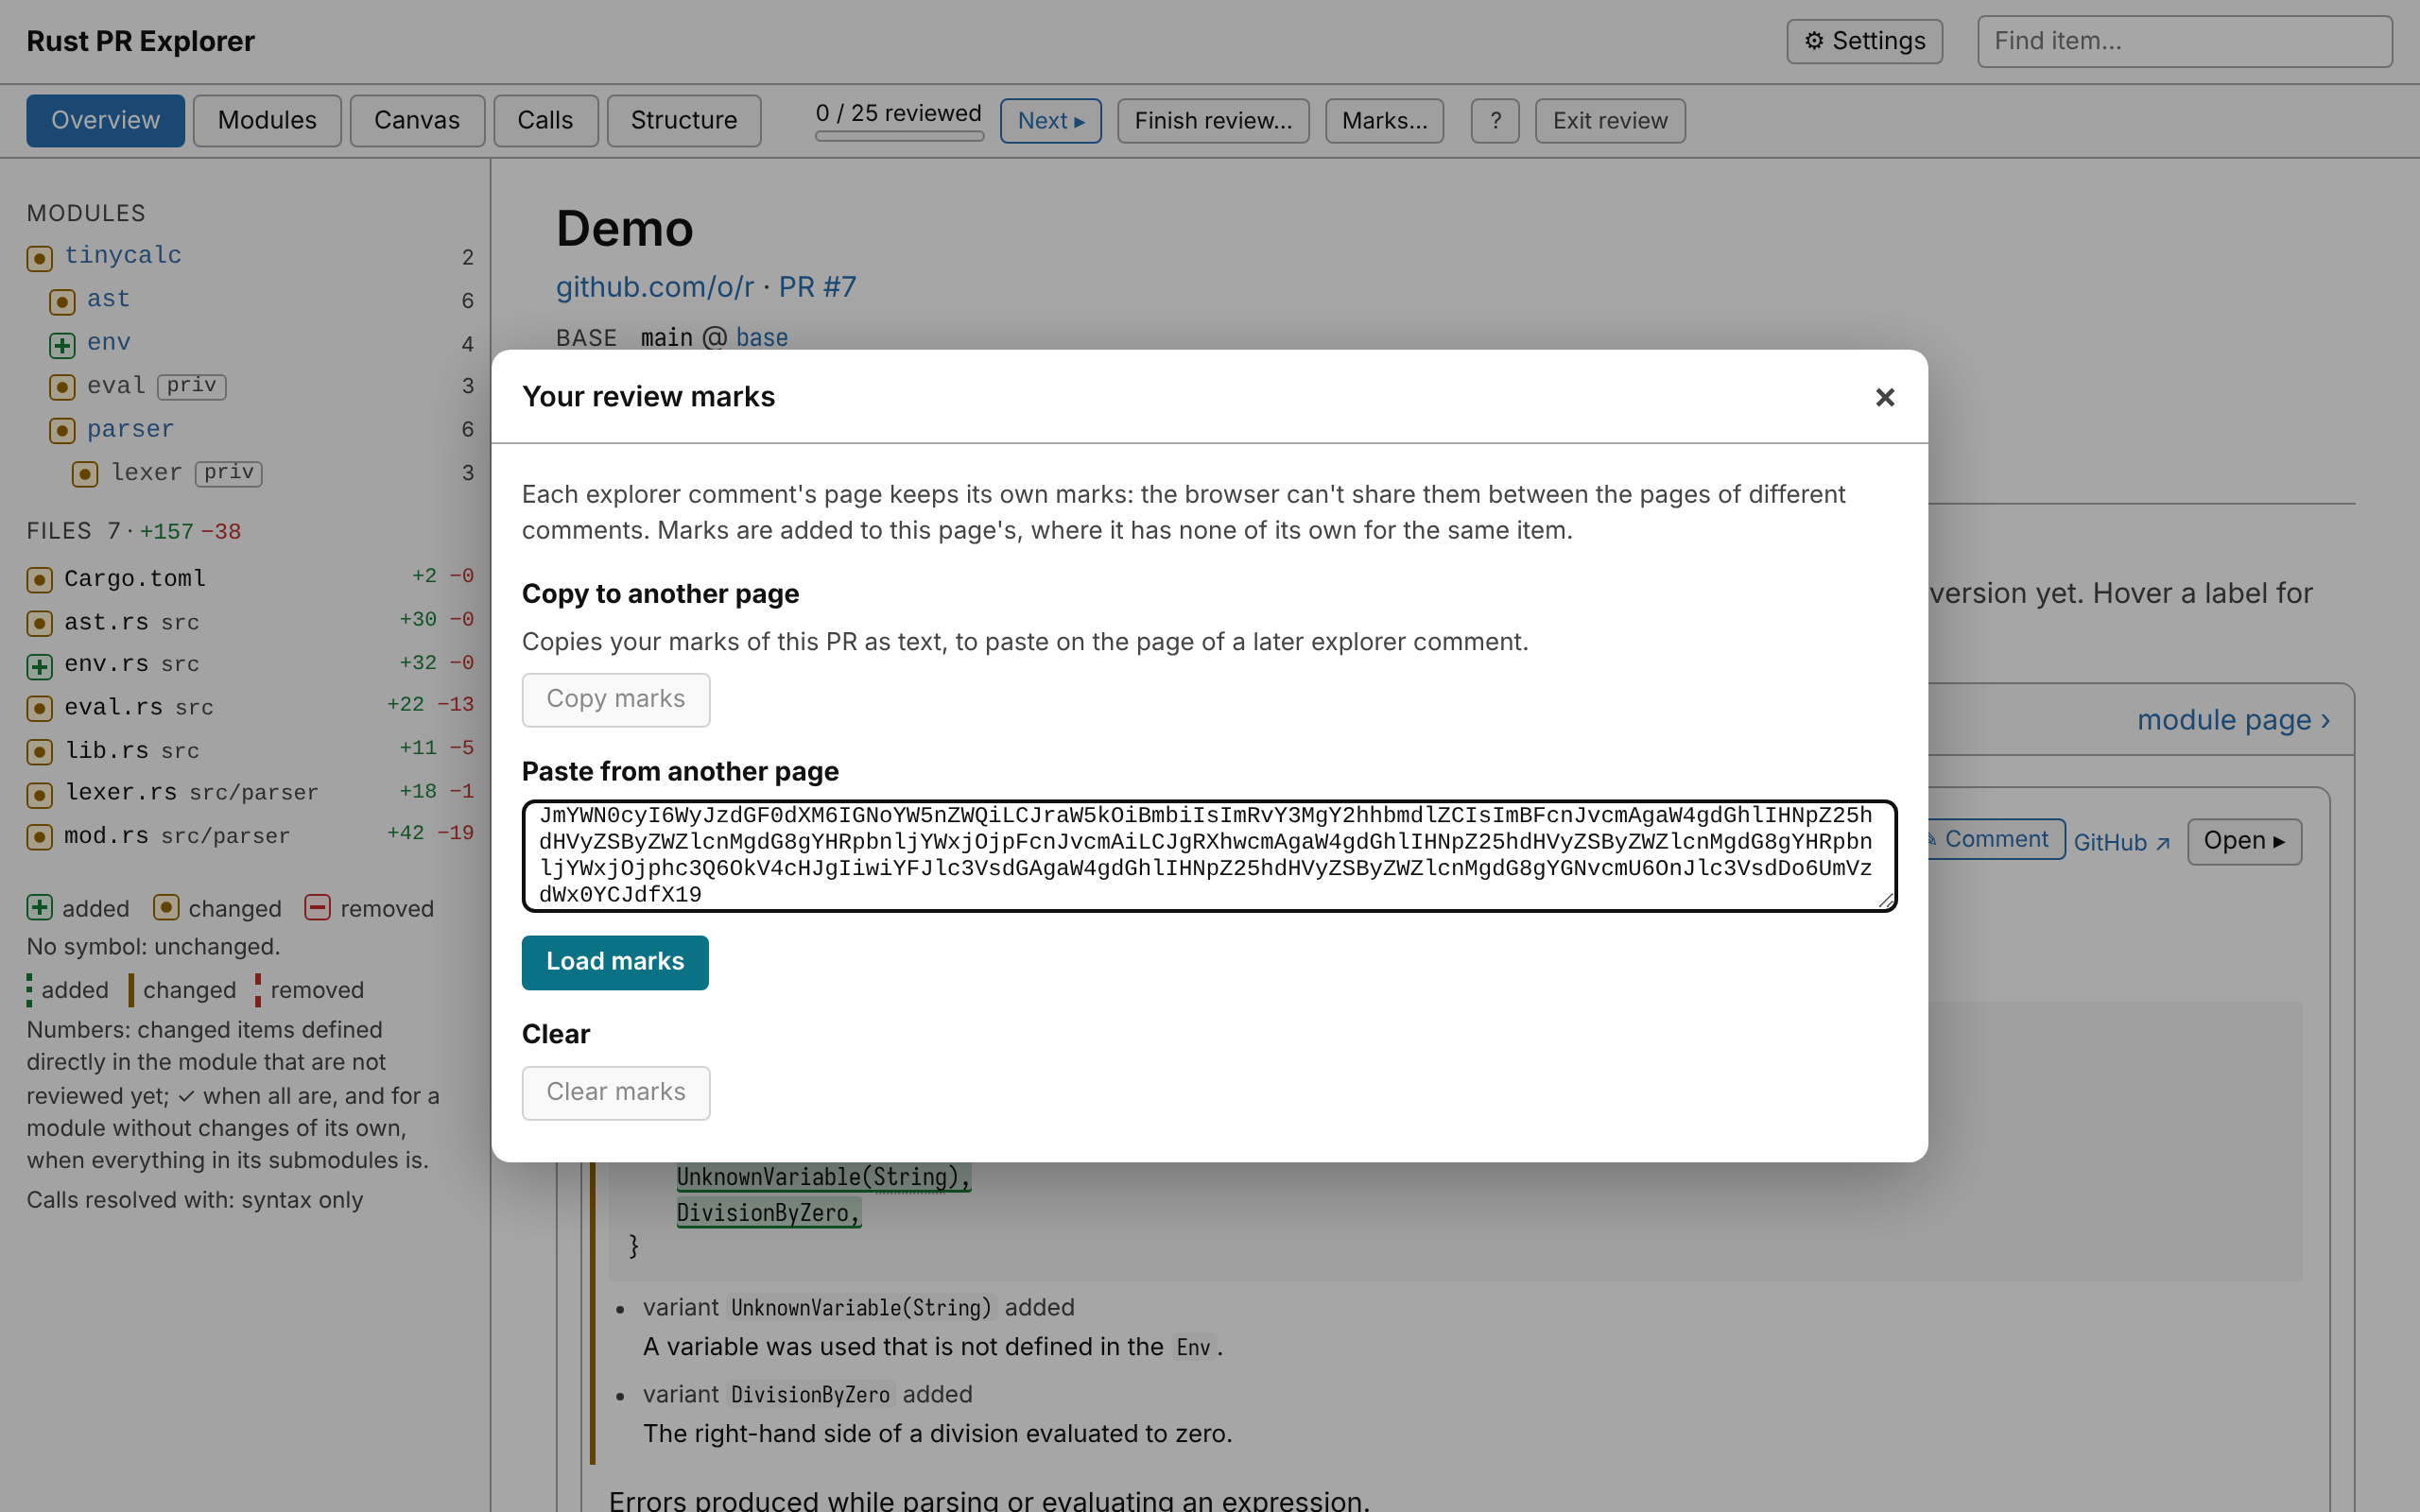 Rust PR Explorer
⚙ Settings
Find item...
Overview
Modules
Canvas
Calls
Structure
0 / 25 reviewed
Next ▸
Finish review...
Marks...
?
Exit review
MODULES
tinycalc 2
ast 6
env 4
eval priv 3
parser 6
lexer priv 3
FILES 7 · +157 −38
Cargo.toml +2 −0
ast.rs src +30 −0
env.rs src +32 −0
eval.rs src +22 −13
lib.rs src +11 −5
lexer.rs src/parser +18 −1
mod.rs src/parser +42 −19
added changed removed
No symbol: unchanged.
added changed removed
Numbers: changed items defined
directly in the module that are not
reviewed yet; ✓ when all are, and for a
module without changes of its own,
when everything in its submodules is.
Calls resolved with: syntax only
Demo
github.com/o/r · PR #7
BASE main @ base
Your review marks
×
Each explorer comment's page keeps its own marks: the browser can't share them between the pages of different
comments. Marks are added to this page's, where it has none of its own for the same item.
Copy to another page
Copies your marks of this PR as text, to paste on the page of a later explorer comment.
Copy marks
Paste from another page
JmYWN0cyI6WyJzdGF0dXM6IGNoYW5nZWQiLCJraW5kOiBmbiIsImRvY3MgY2hhbmdlZCIsImBFcnJvcmAgaW4gdGhlIHNpZ25h
dHVyZSByZWZlcnMgdG8gYHRpbnljYWxjOjpFcnJvcmAiLCJgRXhwcmAgaW4gdGhlIHNpZ25hdHVyZSByZWZlcnMgdG8gYHRpbn
ljYWxjOjphc3Q6OkV4cHJgIiwiYFJlc3VsdGAgaW4gdGhlIHNpZ25hdHVyZSByZWZlcnMgdG8gYGNvcmU6OnJlc3VsdDo6UmVz
dWx0YCJdfX19
Load marks
Clear
Clear marks
version yet. Hover a label for
module page ›
Comment
GitHub ↗
Open ▸
UnknownVariable(String),
DivisionByZero,
}
• variant UnknownVariable(String) added
A variable was used that is not defined in the Env.
• variant DivisionByZero added
The right-hand side of a division evaluated to zero.
Errors produced while parsing or evaluating an expression.